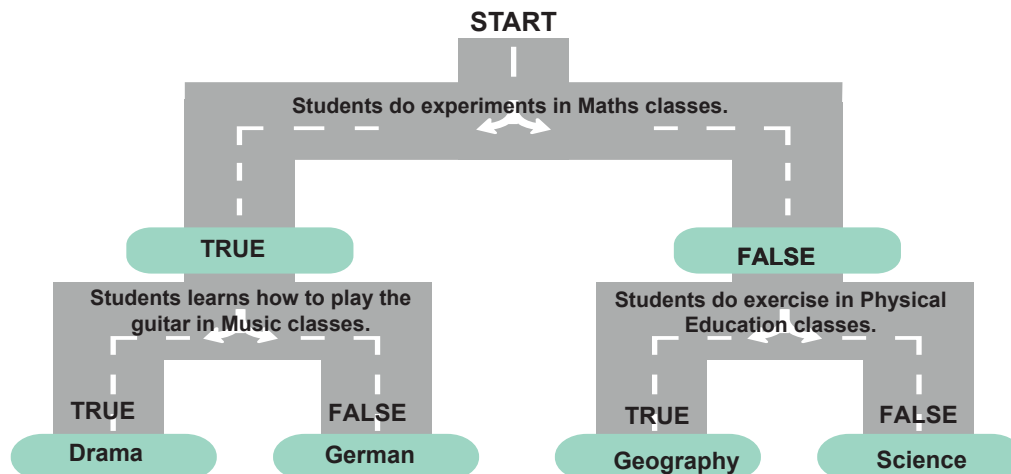 START
Students do experiments in Maths classes.
TRUE
FALSE
Students learns how to play the
guitar in Music classes.
Students do exercise in Physical
Education classes.
TRUE
FALSE
TRUE
FALSE
Drama
German
Geography
Science